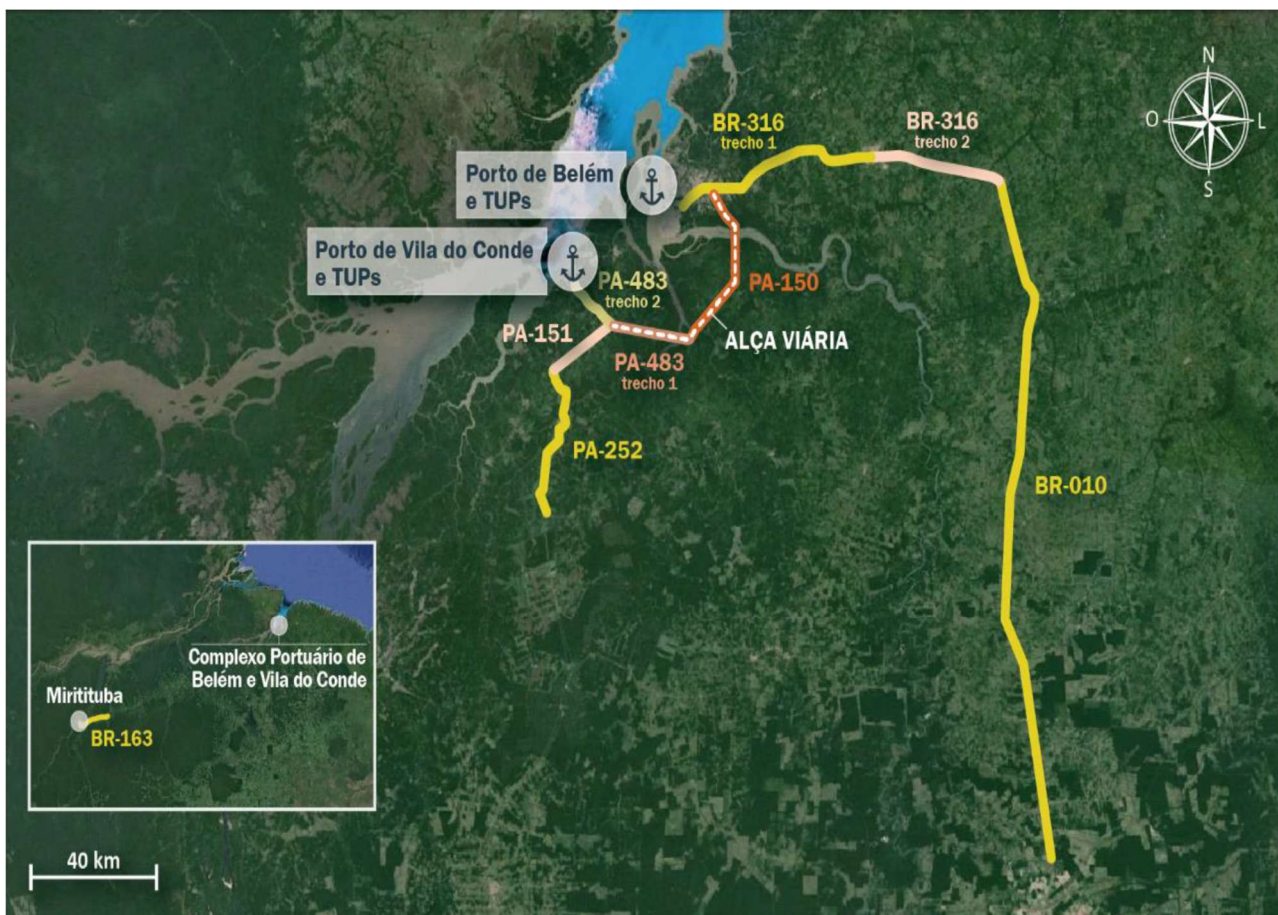 N
O
L
S
BR-316
trecho 1
BR-316
trecho 2
Porto de Belém
e TUPs
Porto de Vila do Conde
e TUPs
PA-483
trecho 2
PA-150
PA-151
ALÇA VIÁRIA
PA-483
trecho 1
PA-252
BR-010
Complexo Portuário de
Belém e Vila do Conde
Miritituba
BR-163
40 km